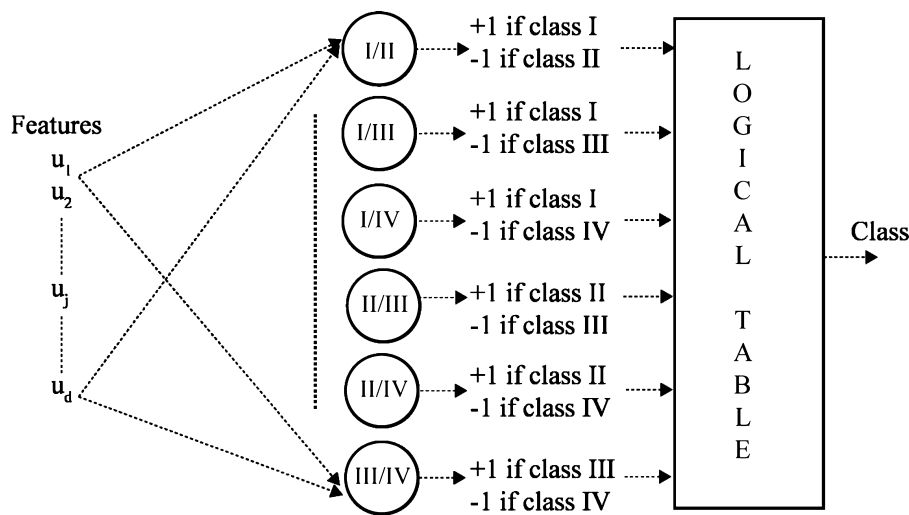 Features
u₁
u₂
uⱼ
u_d
I/II
+1 if class I
-1 if class II
I/III
+1 if class I
-1 if class III
I/IV
+1 if class I
-1 if class IV
II/III
+1 if class II
-1 if class III
II/IV
+1 if class II
-1 if class IV
III/IV
+1 if class III
-1 if class IV
LOGICAL TABLE
Class